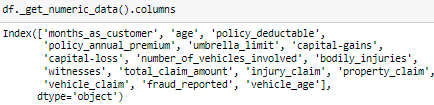 df._get_numeric_data().columns
Index(['months_as_customer', 'age', 'policy_deductable',
'policy_annual_premium', 'umbrella_limit', 'capital-gains',
'capital-loss', 'number_of_vehicles_involved', 'bodily_injuries',
'witnesses', 'total_claim_amount', 'injury_claim', 'property_claim',
'vehicle_claim', 'fraud_reported', 'vehicle_age'],
dtype='object')